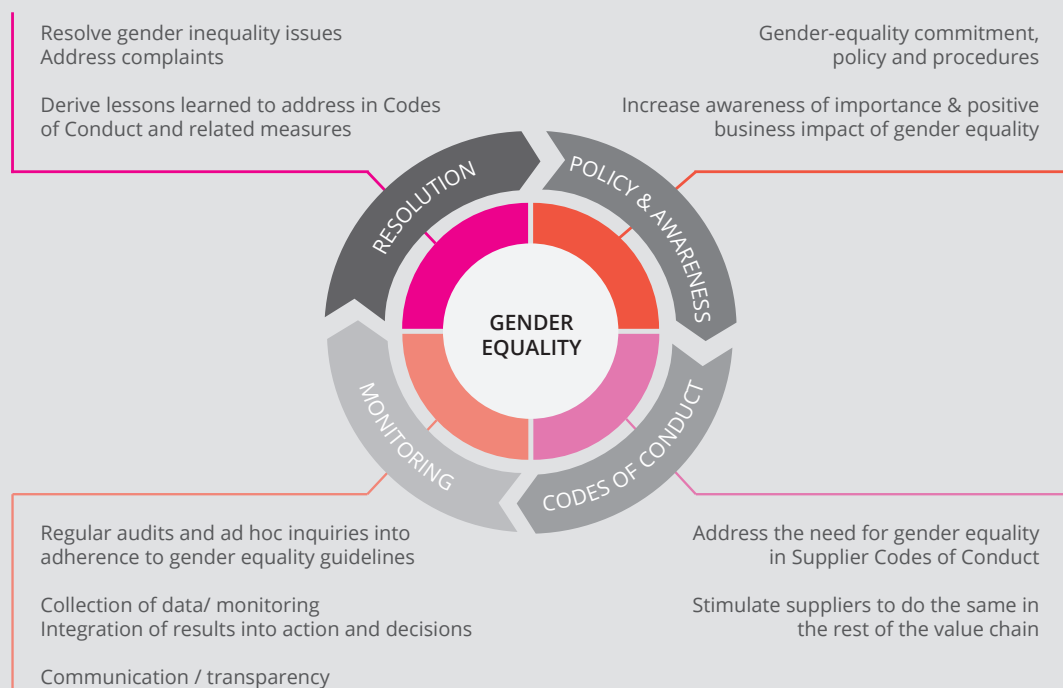 Resolve gender inequality issues
Address complaints
Derive lessons learned to address in Codes
of Conduct and related measures
Gender-equality commitment,
policy and procedures
Increase awareness of importance & positive
business impact of gender equality
RESOLUTION
POLICY & AWARENESS
GENDER
EQUALITY
MONITORING
CODES OF CONDUCT
Regular audits and ad hoc inquiries into
adherence to gender equality guidelines
Collection of data/ monitoring
Integration of results into action and decisions
Communication / transparency
Address the need for gender equality
in Supplier Codes of Conduct
Stimulate suppliers to do the same in
the rest of the value chain